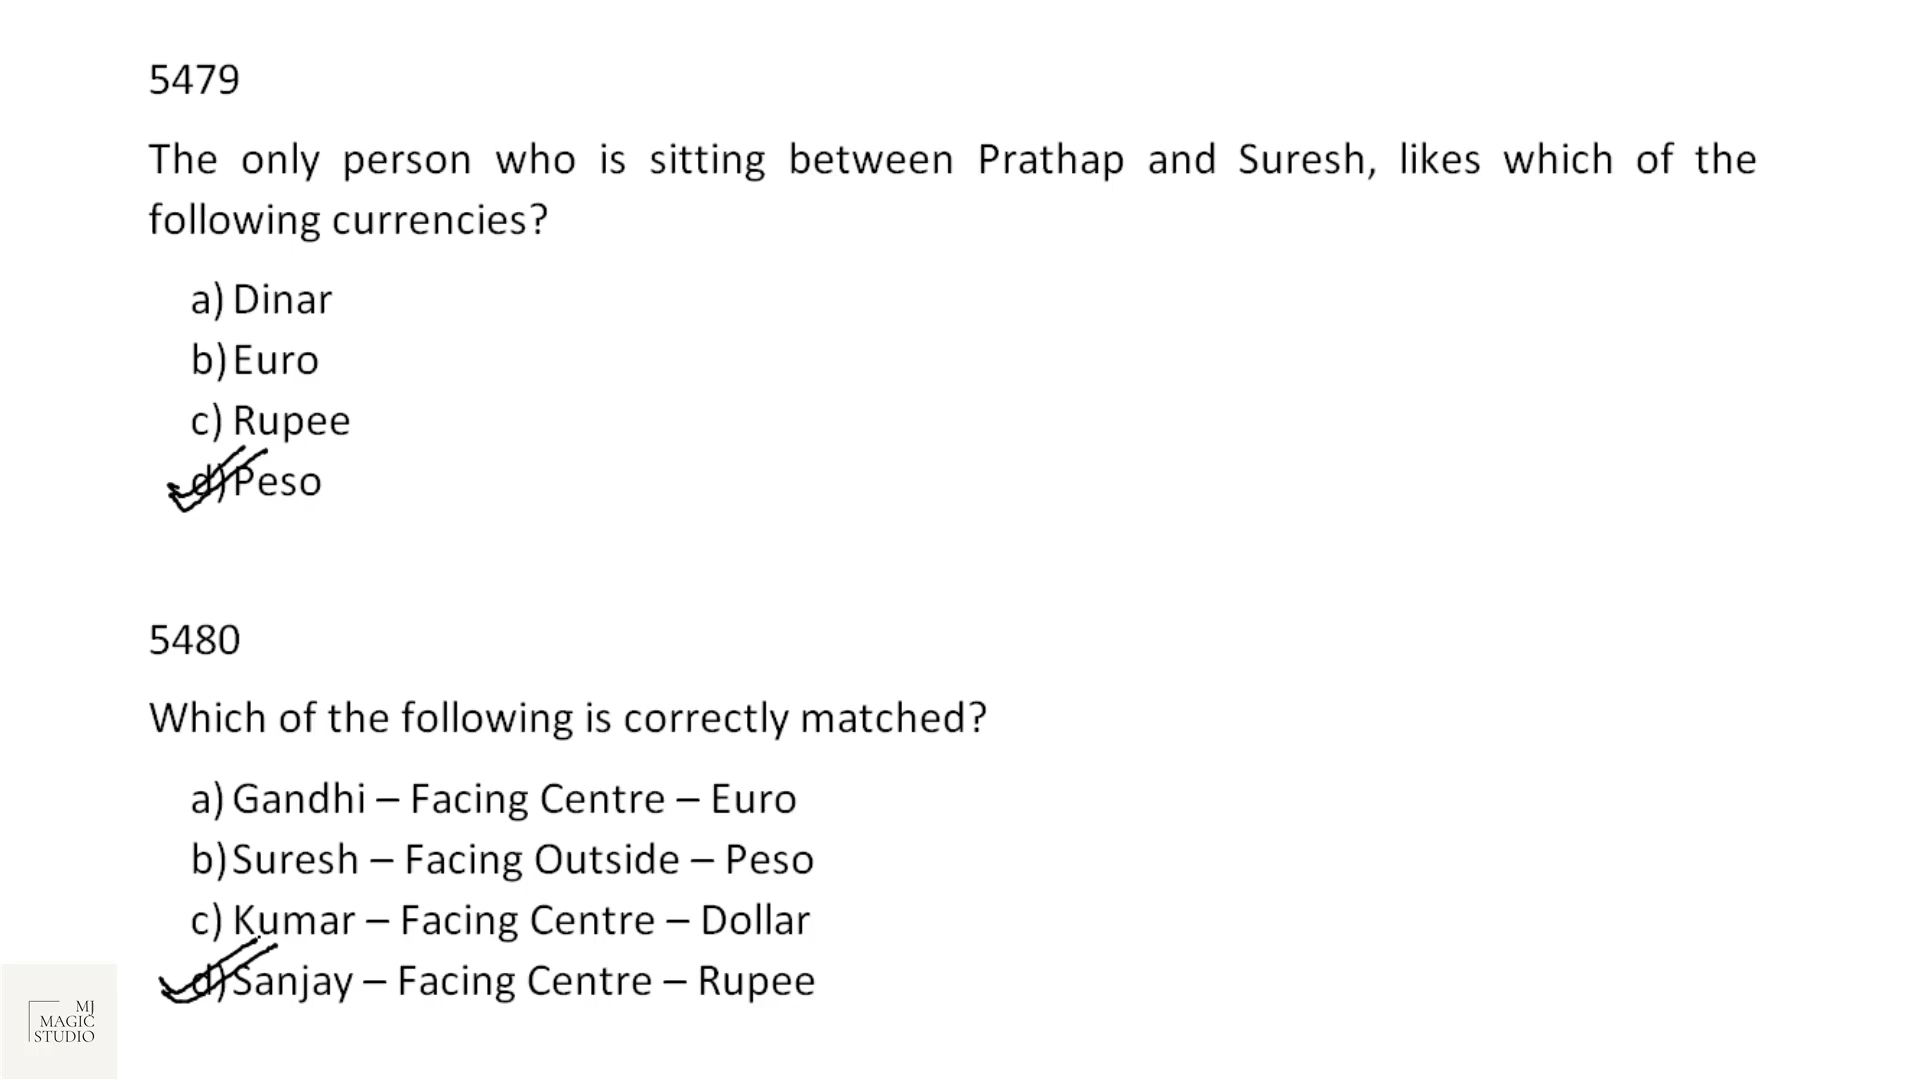 5479
The only person who is sitting between Prathap and Suresh, likes which of the
following currencies?
a) Dinar
b) Euro
c) Rupee
d) Peso
5480
Which of the following is correctly matched?
a) Gandhi – Facing Centre – Euro
b) Suresh – Facing Outside – Peso
c) Kumar – Facing Centre – Dollar
d) Sanjay – Facing Centre – Rupee
MJ
MAGIC
STUDIO